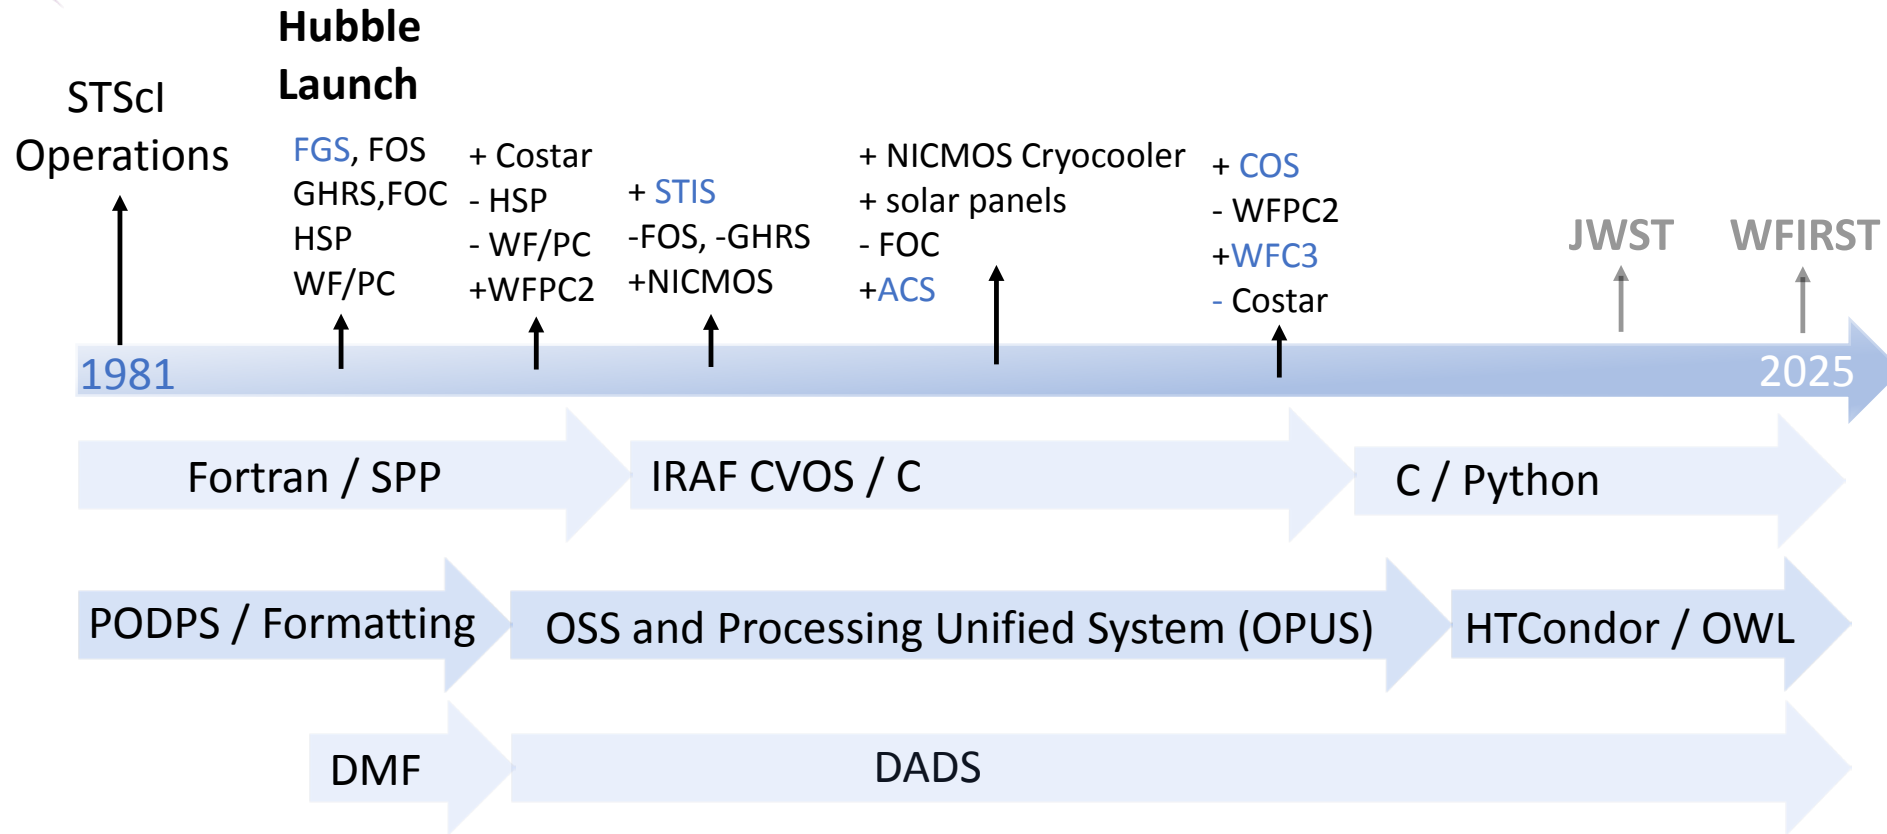 Hubble
Launch
STScI
Operations
FGS, FOS
GHRS,FOC
HSP
WF/PC
+ Costar
- HSP
- WF/PC
+WFPC2
+ STIS
-FOS, -GHRS
+NICMOS
+ NICMOS Cryocooler
+ solar panels
- FOC
+ACS
+ COS
- WFPC2
+WFC3
- Costar
JWST
WFIRST
1981
2025
Fortran / SPP
IRAF CVOS / C
C / Python
PODPS / Formatting
OSS and Processing Unified System (OPUS)
HTCondor / OWL
DMF
DADS